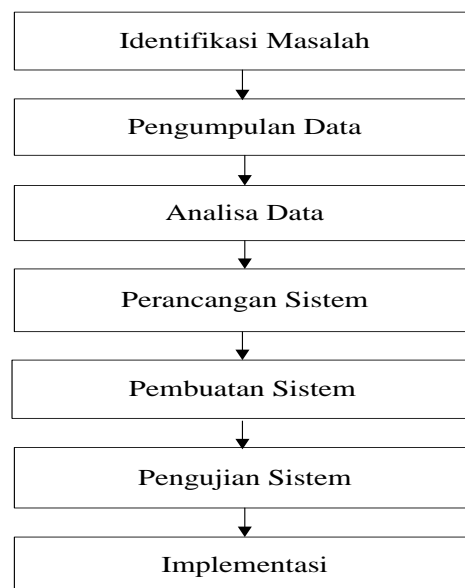 Identifikasi Masalah
Pengumpulan Data
Analisa Data
Perancangan Sistem
Pembuatan Sistem
Pengujian Sistem
Implementasi